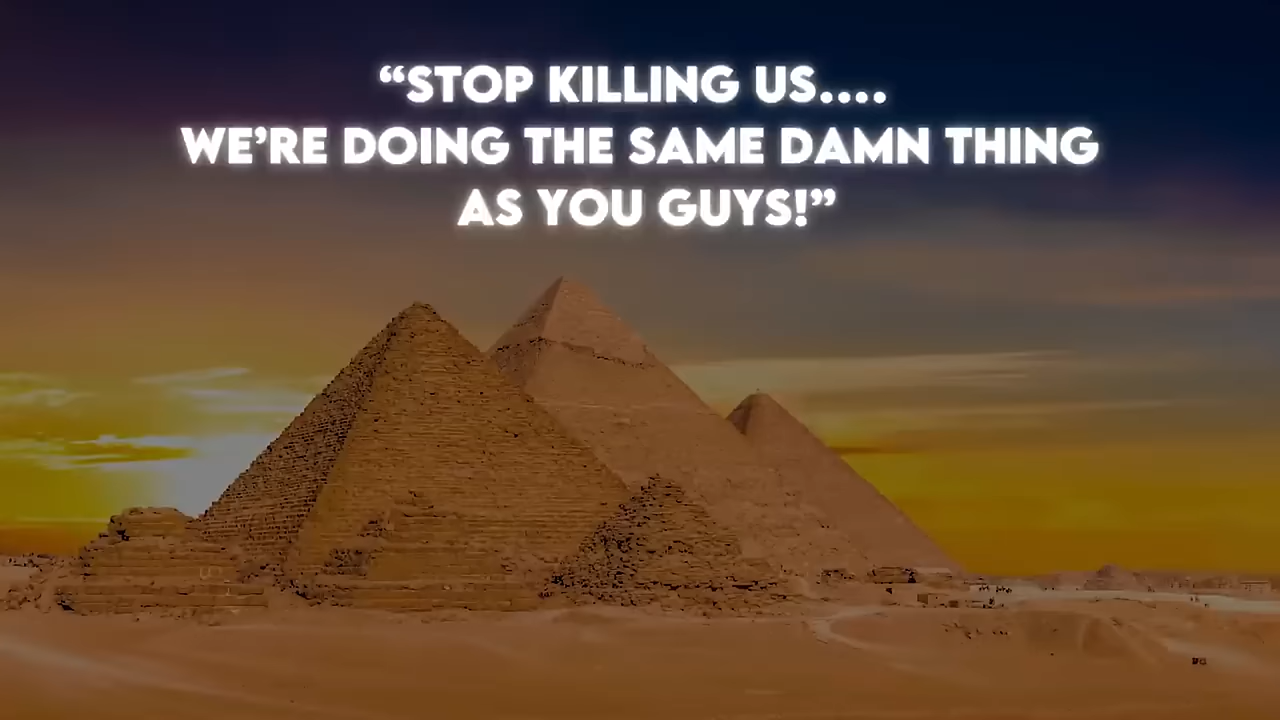 “STOP KILLING US....
WE’RE DOING THE SAME DAMN THING
AS YOU GUYS!”